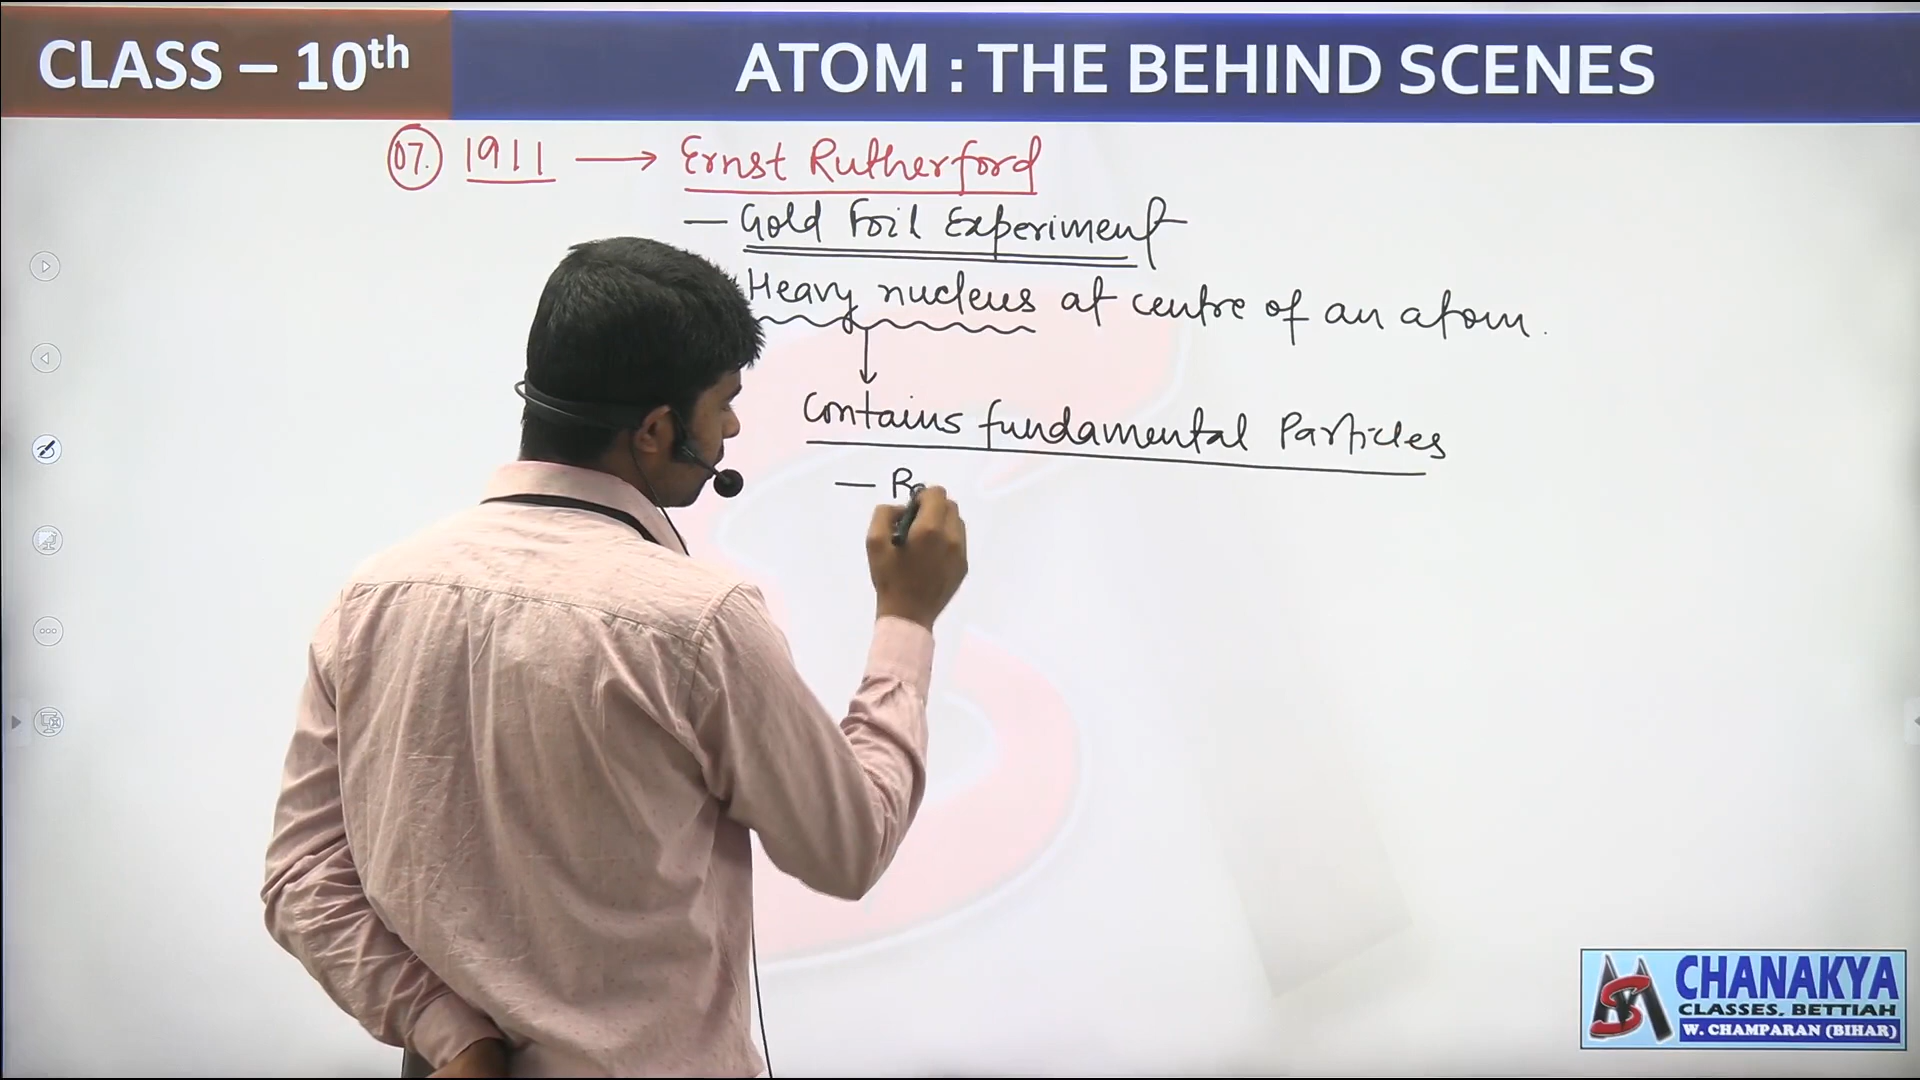 CLASS – 10th
ATOM : THE BEHIND SCENES
07. 1911 → Ernst Rutherford
— Gold Foil Experiment
Heavy nucleus at centre of an atom.
Contains fundamental Particles
— 
CHANAKYA
CLASSES, BETTIAH
W. CHAMPARAN (BIHAR)